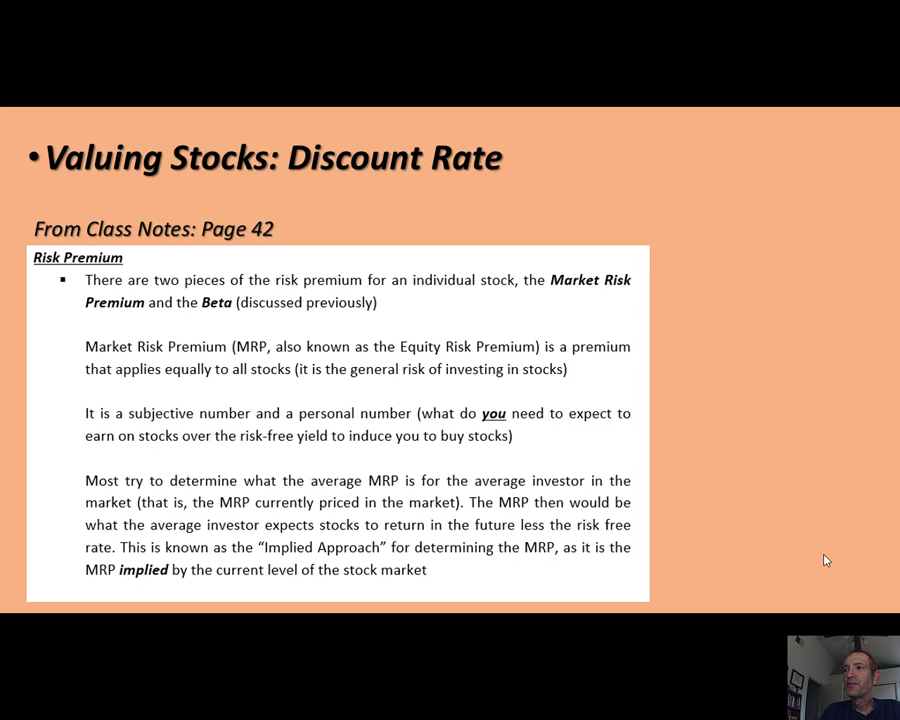 • Valuing Stocks: Discount Rate
From Class Notes: Page 42
Risk Premium
▪ There are two pieces of the risk premium for an individual stock, the Market Risk
Premium and the Beta (discussed previously)
Market Risk Premium (MRP, also known as the Equity Risk Premium) is a premium
that applies equally to all stocks (it is the general risk of investing in stocks)
It is a subjective number and a personal number (what do you need to expect to
earn on stocks over the risk-free yield to induce you to buy stocks)
Most try to determine what the average MRP is for the average investor in the
market (that is, the MRP currently priced in the market). The MRP then would be
what the average investor expects stocks to return in the future less the risk free
rate. This is known as the “Implied Approach” for determining the MRP, as it is the
MRP implied by the current level of the stock market